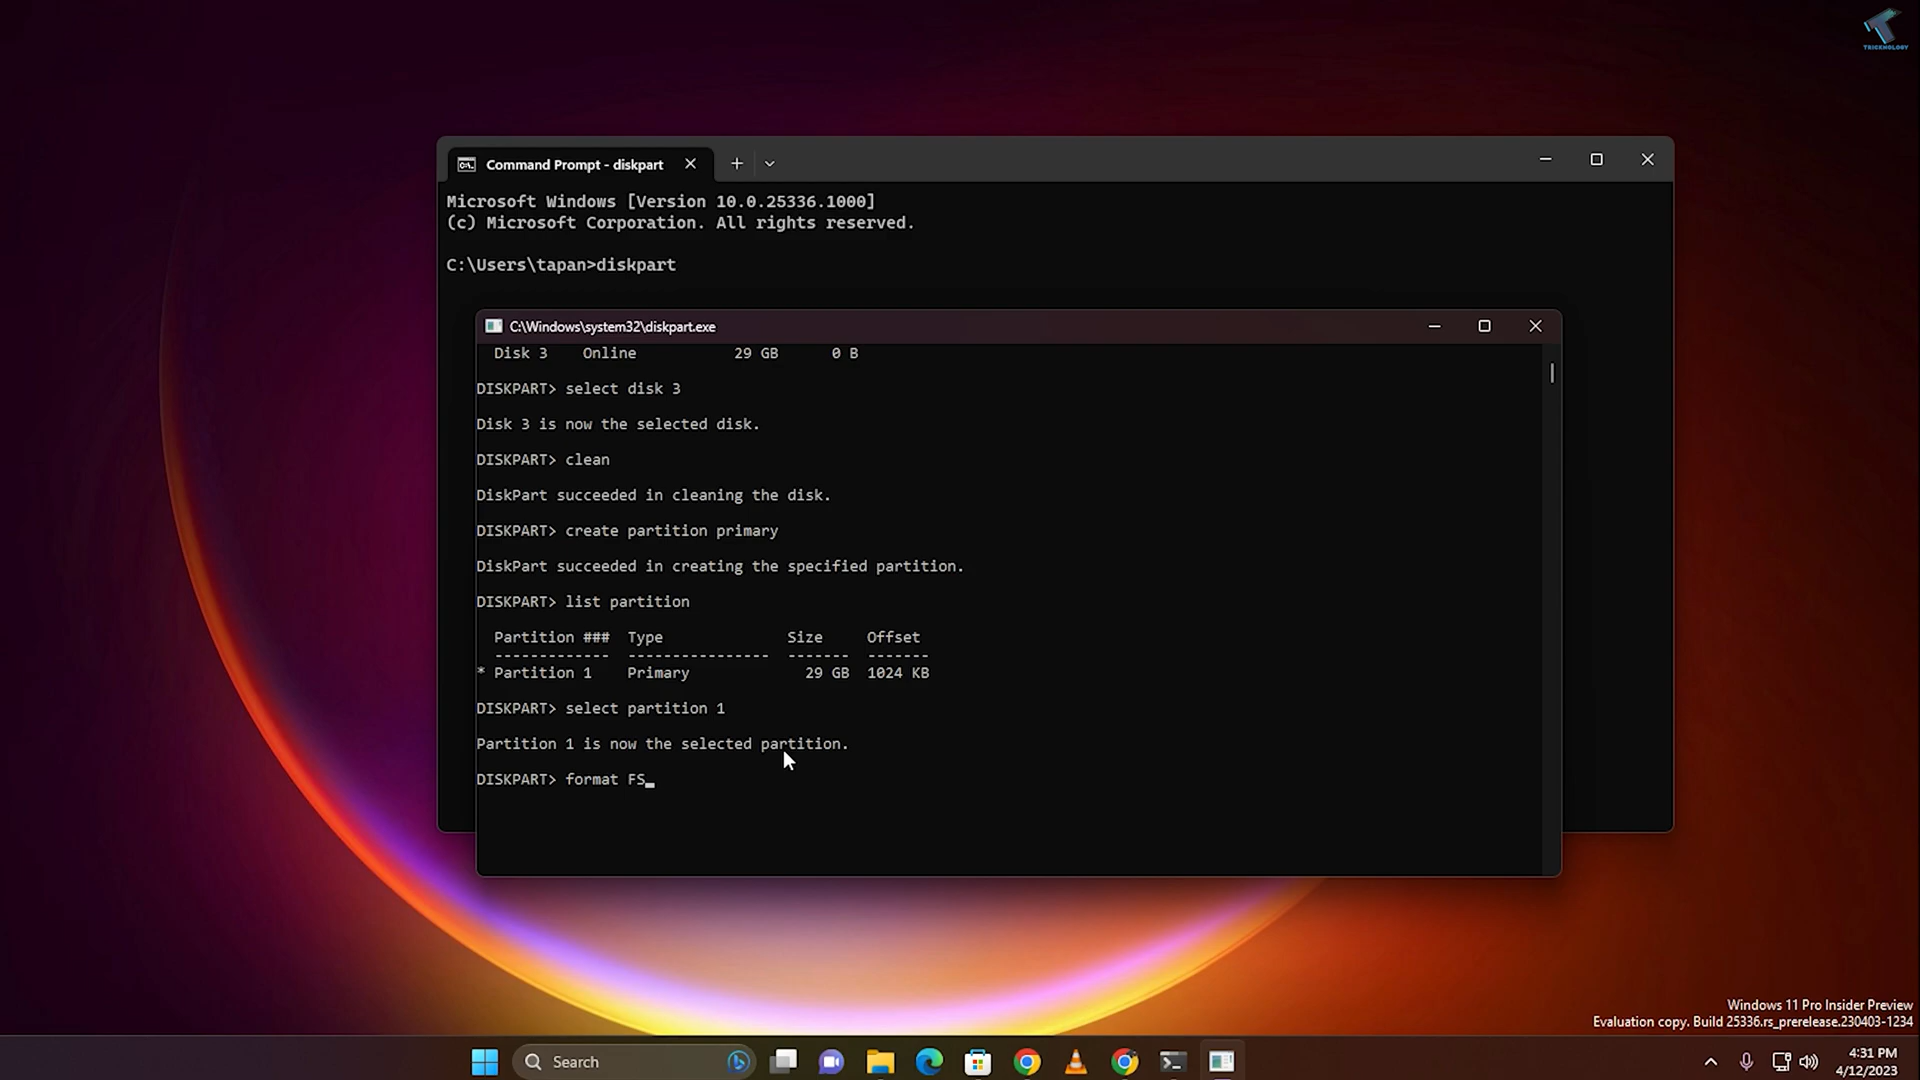 TRICKNOLOGY
Command Prompt - diskpart
Microsoft Windows [Version 10.0.25336.1000]
(c) Microsoft Corporation. All rights reserved.
C:\Users\tapan>diskpart
C:\Windows\system32\diskpart.exe
Disk 3    Online    29 GB    0 B
DISKPART> select disk 3
Disk 3 is now the selected disk.
DISKPART> clean
DiskPart succeeded in cleaning the disk.
DISKPART> create partition primary
DiskPart succeeded in creating the specified partition.
DISKPART> list partition
Partition ###  Type              Size     Offset
-------------  ----------------  -------  -------
* Partition 1    Primary             29 GB  1024 KB
DISKPART> select partition 1
Partition 1 is now the selected partition.
DISKPART> format FS_
Windows 11 Pro Insider Preview
Evaluation copy. Build 25336.rs_prerelease.230403-1234
Search
4:31 PM
4/12/2023